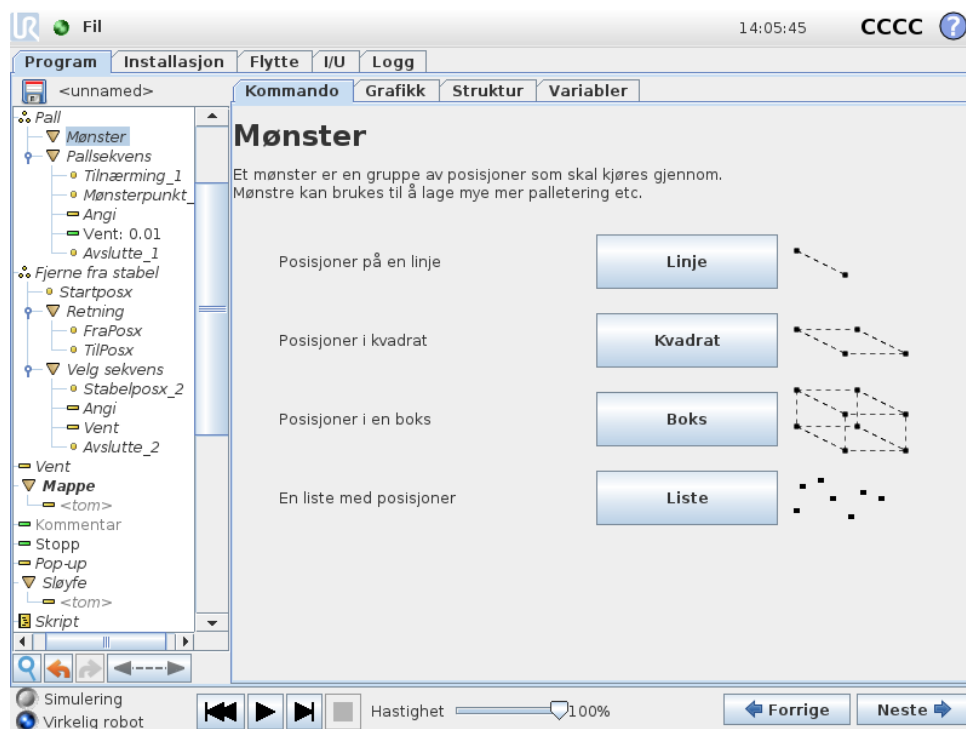 UR Fil 14:05:45 CCCC ?
Program Installasjon Flytte I/U Logg
<unnamed>
Kommando Grafikk Struktur Variabler
Pall
Mønster
Pallsekvens
Tilnærming_1
Mønsterpunkt_
Angi
Vent: 0.01
Avslutte_1
Fjerne fra stabel
Startposx
Retning
FraPosx
TilPosx
Velg sekvens
Stabelposx_2
Angi
Vent
Avslutte_2
Vent
Mappe
<tom>
Kommentar
Stopp
Pop-up
Sløyfe
<tom>
Skript
Mønster
Et mønster er en gruppe av posisjoner som skal kjøres gjennom.
Mønstre kan brukes til å lage mye mer palletering etc.
Posisjoner på en linje Linje
Posisjoner i kvadrat Kvadrat
Posisjoner i en boks Boks
En liste med posisjoner Liste
Simulering
Virkelig robot
Hastighet 100%
Forrige Neste